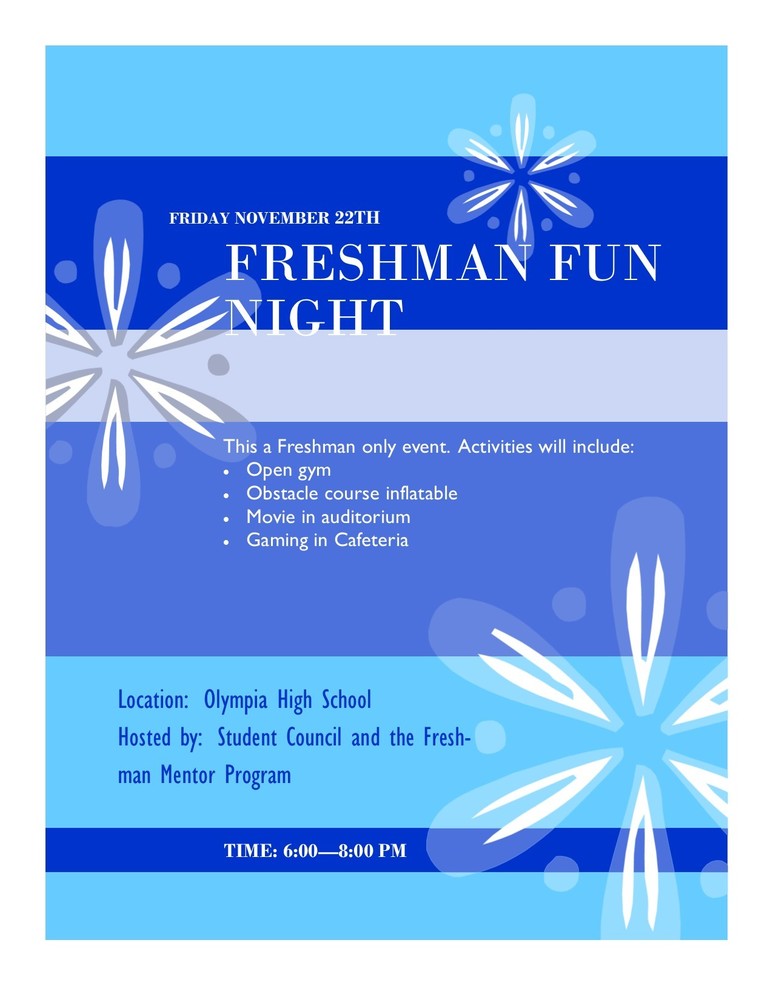 FRIDAY NOVEMBER 22TH
FRESHMAN FUN
NIGHT
This a Freshman only event. Activities will include:
• Open gym
• Obstacle course inflatable
• Movie in auditorium
• Gaming in Cafeteria
Location: Olympia High School
Hosted by: Student Council and the Fresh-
man Mentor Program
TIME: 6:00—8:00 PM